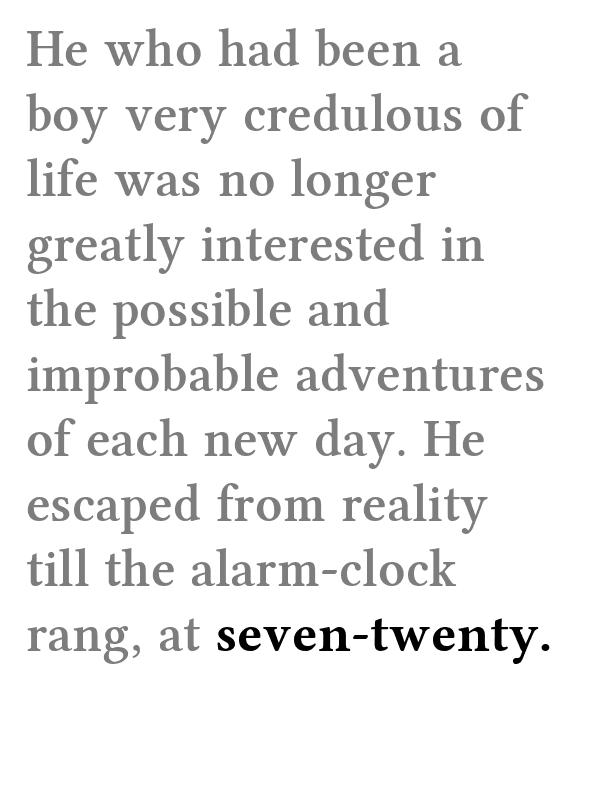 He who had been a
boy very credulous of
life was no longer
greatly interested in
the possible and
improbable adventures
of each new day. He
escaped from reality
till the alarm-clock
rang, at seven-twenty.